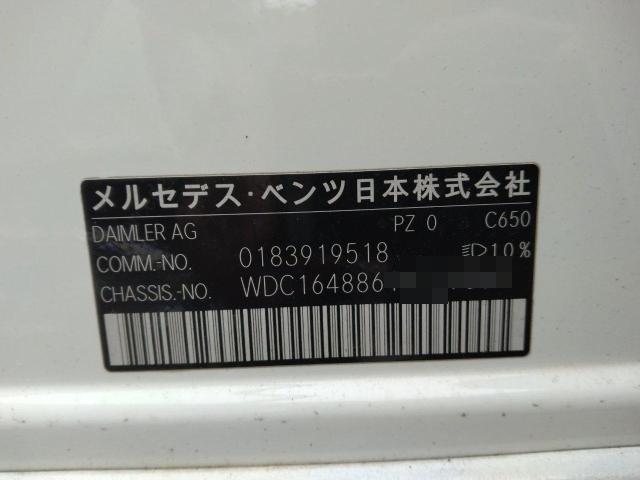 メルセデス・ベンツ日本株式会社
DAIMLER AG PZ 0 C650
COMM.-NO. 0183919518 10%
CHASSIS.-NO. WDC164886